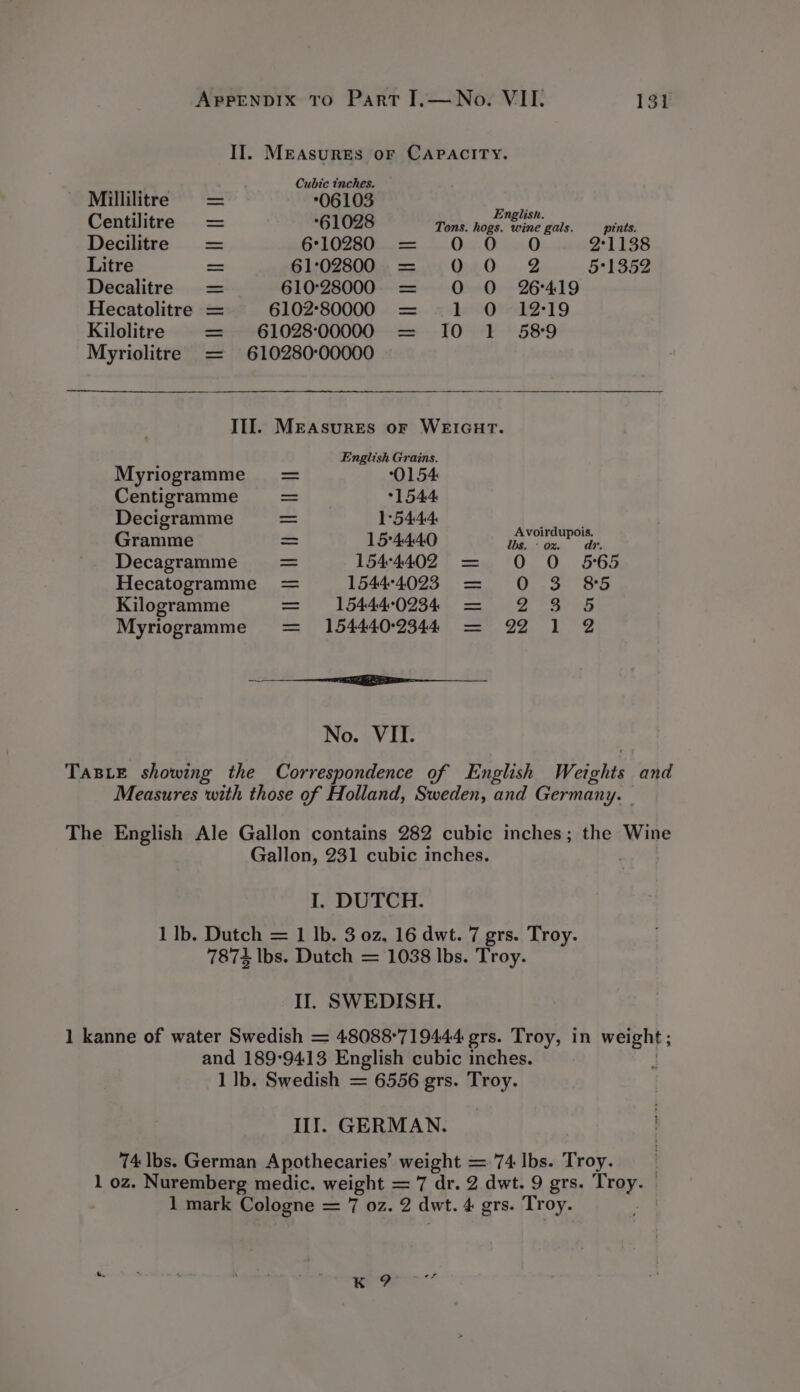 APPENDIX TO PART I.—No. VII. 131
II. MEASURES OF CAPACITY.
Cubic inches.
Millilitre = ·06103
English.
Centilitre = ·61028 Tons. hogs. wine gals. pints.
Decilitre = 6·10280 = 0 0 0 2·1138
Litre = 61·02800 = 0 0 2 5·1352
Decalitre = 610·28000 = 0 0 26·419
Hecatolitre = 6102·80000 = 1 0 12·19
Kilolitre = 61028·00000 = 10 1 58·9
Myriolitre = 610280·00000
III. MEASURES OF WEIGHT.
English Grains.
Myriogramme = ·0154
Centigramme = ·1544
Decigramme = 1·5444
Avoirdupois.
Gramme = 15·4440 lbs. oz. dr.
Decagramme = 154·4402 = 0 0 5·65
Hecatogramme = 1544·4023 = 0 3 8·5
Kilogramme = 15444·0234 = 2 3 5
Myriogramme = 154440·2344 = 22 1 2
No. VII.
TABLE showing the Correspondence of English Weights and
Measures with those of Holland, Sweden, and Germany.
The English Ale Gallon contains 282 cubic inches; the Wine
Gallon, 231 cubic inches.
I. DUTCH.
1 lb. Dutch = 1 lb. 3 oz. 16 dwt. 7 grs. Troy.
787½ lbs. Dutch = 1038 lbs. Troy.
II. SWEDISH.
1 kanne of water Swedish = 48088·719444 grs. Troy, in weight;
and 189·9413 English cubic inches.
1 lb. Swedish = 6556 grs. Troy.
III. GERMAN.
74 lbs. German Apothecaries' weight = 74 lbs. Troy.
1 oz. Nuremberg medic. weight = 7 dr. 2 dwt. 9 grs. Troy.
1 mark Cologne = 7 oz. 2 dwt. 4 grs. Troy.
K 2